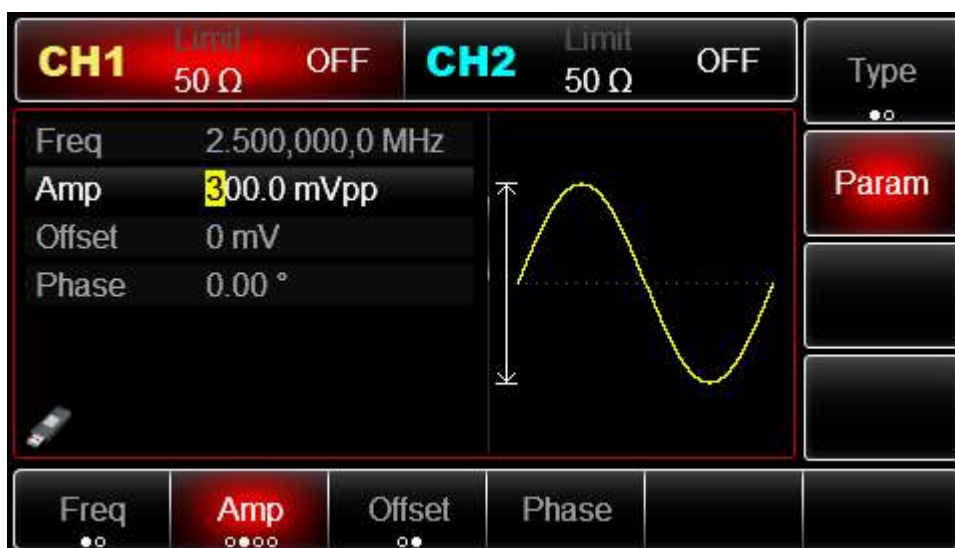 CH1 Limit 50 Ω OFF CH2 Limit 50 Ω OFF
Type
Freq 2.500,000,0 MHz
Amp 300.0 mVpp
Param
Offset 0 mV
Phase 0.00 °
Freq Amp Offset Phase